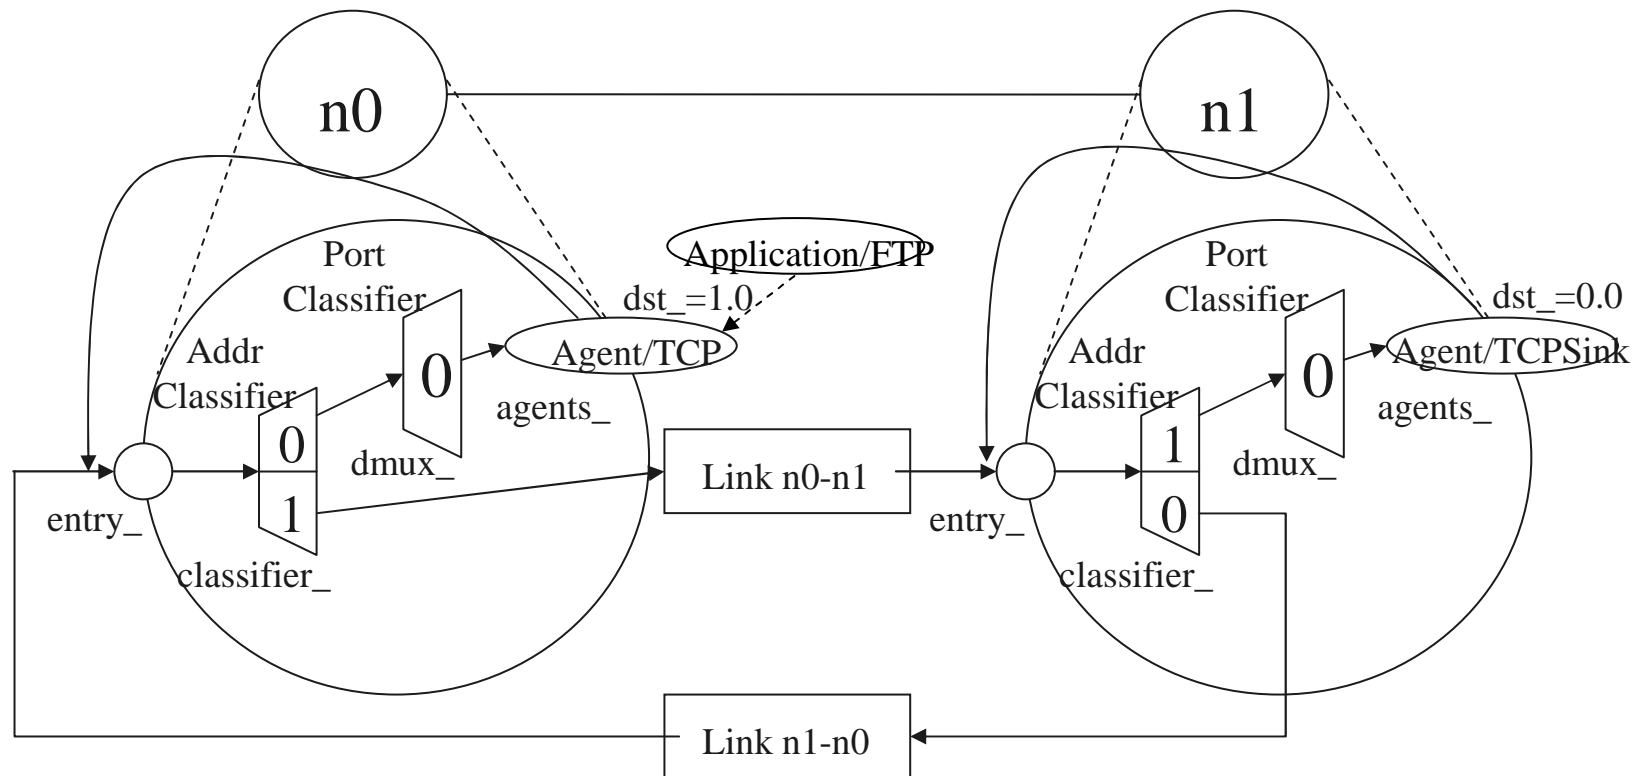 n0
n1
Port
Classifier
Application/FTP
dst_=1.0
Addr
Classifier
0
Agent/TCP
agents_
0
1
dmux_
entry_
classifier_
Link n0-n1
Port
Classifier
dst_=0.0
Addr
Classifier
0
Agent/TCPSink
agents_
1
0
dmux_
entry_
classifier_
Link n1-n0